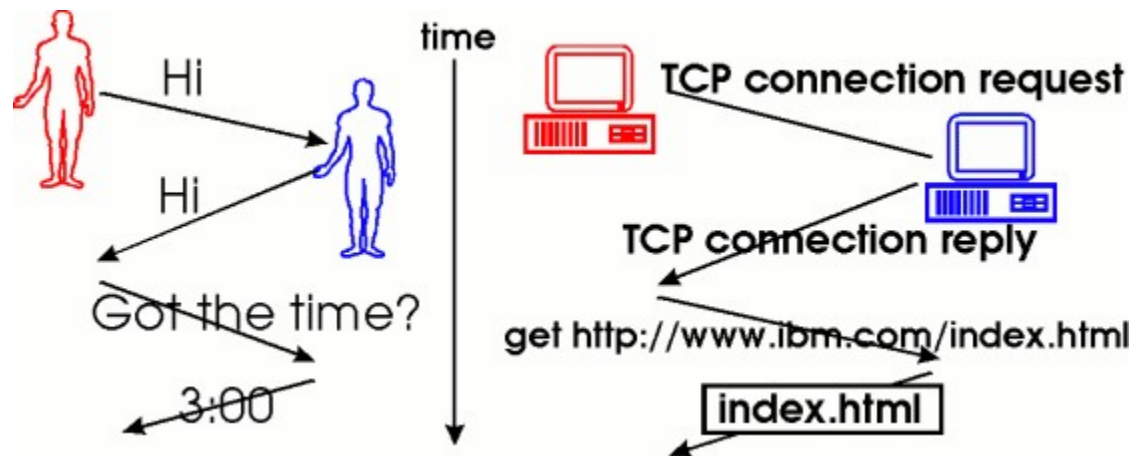 Hi
Hi
Got the time?
3:00
time
TCP connection request
TCP connection reply
get http://www.ibm.com/index.html
index.html